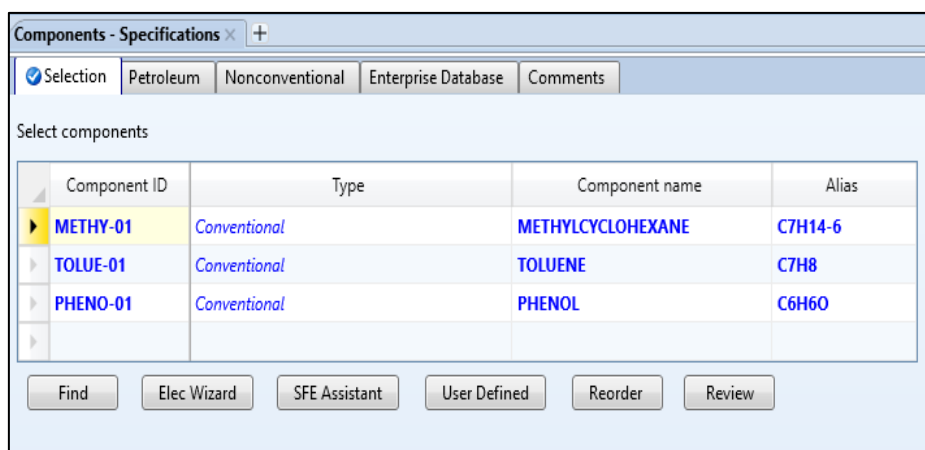 Components - Specifications × +
Selection Petroleum Nonconventional Enterprise Database Comments
Select components
Component ID Type Component name Alias
METHY-01 Conventional METHYLCYCLOHEXANE C7H14-6
TOLUE-01 Conventional TOLUENE C7H8
PHENO-01 Conventional PHENOL C6H6O
Find Elec Wizard SFE Assistant User Defined Reorder Review